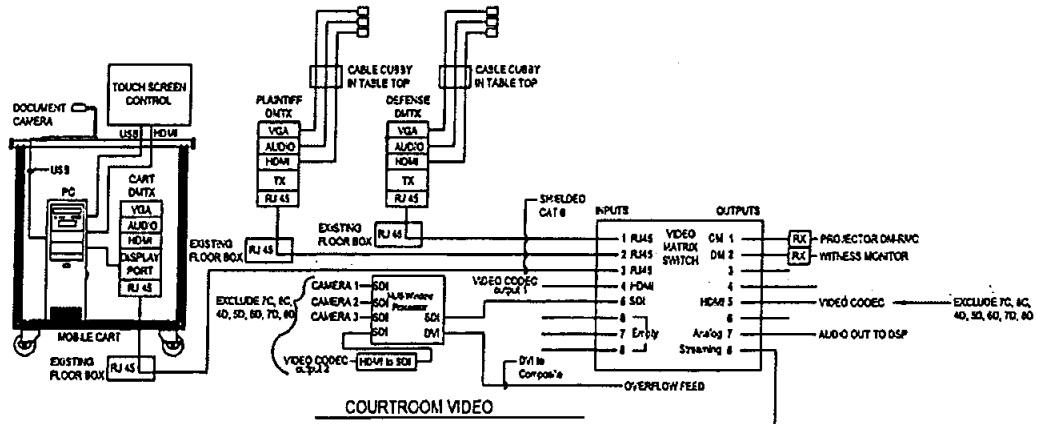 TOUCH SCREEN
CONTROL
DOCUMENT
CAMERA
USB
HDMI
USB
PC
CART
DMTX
VGA
AUDIO
HDMI
DISPLAY
PORT
RJ 45
MOBILE CART
EXISTING
FLOOR BOX
RJ 45
CABLE CUBBY
IN TABLE TOP
PLAINTIFF
DMTX
VGA
AUDIO
HDMI
TX
RJ 45
EXISTING
FLOOR BOX
RJ 45
CABLE CUBBY
IN TABLE TOP
DEFENSE
DMTX
VGA
AUDIO
HDMI
TX
RJ 45
EXISTING
FLOOR BOX
RJ 45
SHIELDED
CAT 6
INPUTS
OUTPUTS
VIDEO
MATRIX
SWITCH
1 RJ45
2 RJ45
3 RJ45
4 HDMI
5 SDI
6
7 Empty
8
DM 1
DM 2
3
4
HDMI 5
6
Analog 7
Streaming 8
RX
PROJECTOR DM-RMC
RX
WITNESS MONITOR
VIDEO CODEC
EXCLUDE 7C, 8C,
4D, 5D, 6D, 7D, 8D
AUDIO OUT TO DSP
VIDEO CODEC
output 1
EXCLUDE 7C, 8C,
4D, 5D, 6D, 7D, 8D
CAMERA 1
CAMERA 2
CAMERA 3
SDI
SDI
SDI
SDI
Multi Window
Processor
SDI
DVI
VIDEO CODEC
output 2
HDMI to SDI
DVI to
Composite
OVERFLOW FEED
COURTROOM VIDEO